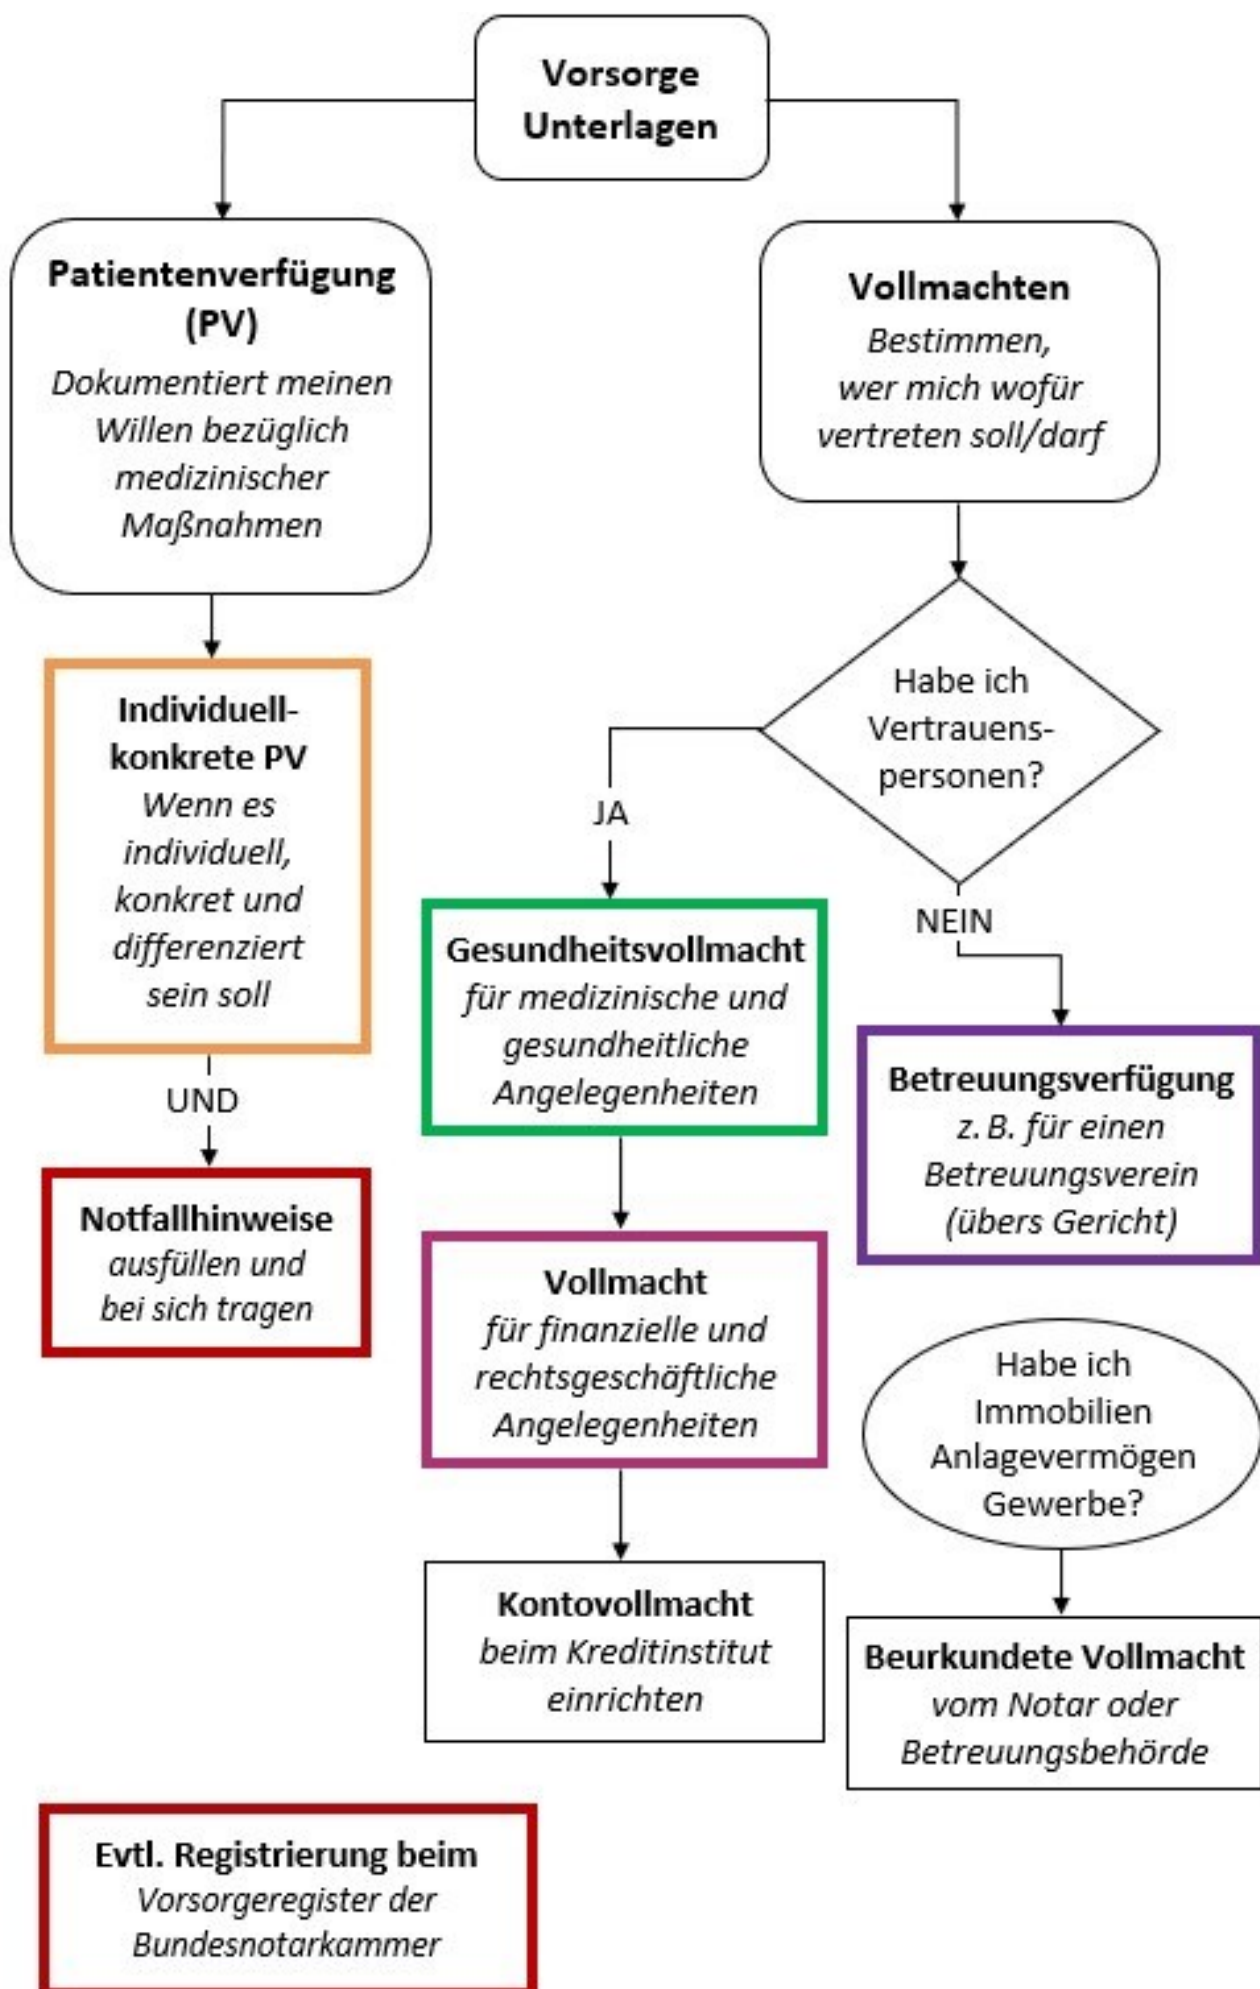 Vorsorge
Unterlagen
Patientenverfügung
(PV)
Dokumentiert meinen
Willen bezüglich
medizinischer
Maßnahmen
Individuell-
konkrete PV
Wenn es
individuell,
konkret und
differenziert
sein soll
UND
Notfallhinweise
ausfüllen und
bei sich tragen
Vollmachten
Bestimmen,
wer mich wofür
vertreten soll/darf
Habe ich
Vertrauens-
personen?
JA
Gesundheitsvollmacht
für medizinische und
gesundheitliche
Angelegenheiten
Vollmacht
für finanzielle und
rechtsgeschäftliche
Angelegenheiten
Kontovollmacht
beim Kreditinstitut
einrichten
NEIN
Betreuungsverfügung
z. B. für einen
Betreuungsverein
(übers Gericht)
Habe ich
Immobilien
Anlagevermögen
Gewerbe?
Beurkundete Vollmacht
vom Notar oder
Betreuungsbehörde
Evtl. Registrierung beim
Vorsorgeregister der
Bundesnotarkammer